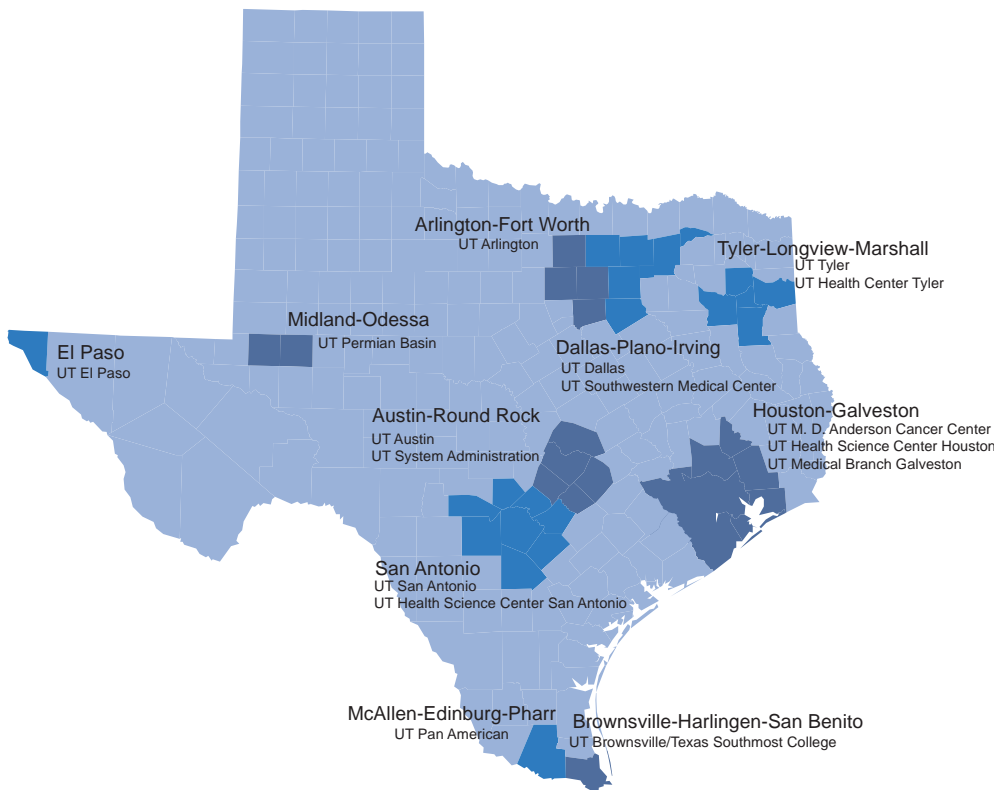 Arlington-Fort Worth
UT Arlington
Tyler-Longview-Marshall
UT Tyler
UT Health Center Tyler
Midland-Odessa
UT Permian Basin
El Paso
UT El Paso
Dallas-Plano-Irving
UT Dallas
UT Southwestern Medical Center
Austin-Round Rock
UT Austin
UT System Administration
Houston-Galveston
UT M. D. Anderson Cancer Center
UT Health Science Center Houston
UT Medical Branch Galveston
San Antonio
UT San Antonio
UT Health Science Center San Antonio
McAllen-Edinburg-Pharr
UT Pan American
Brownsville-Harlingen-San Benito
UT Brownsville/Texas Southmost College